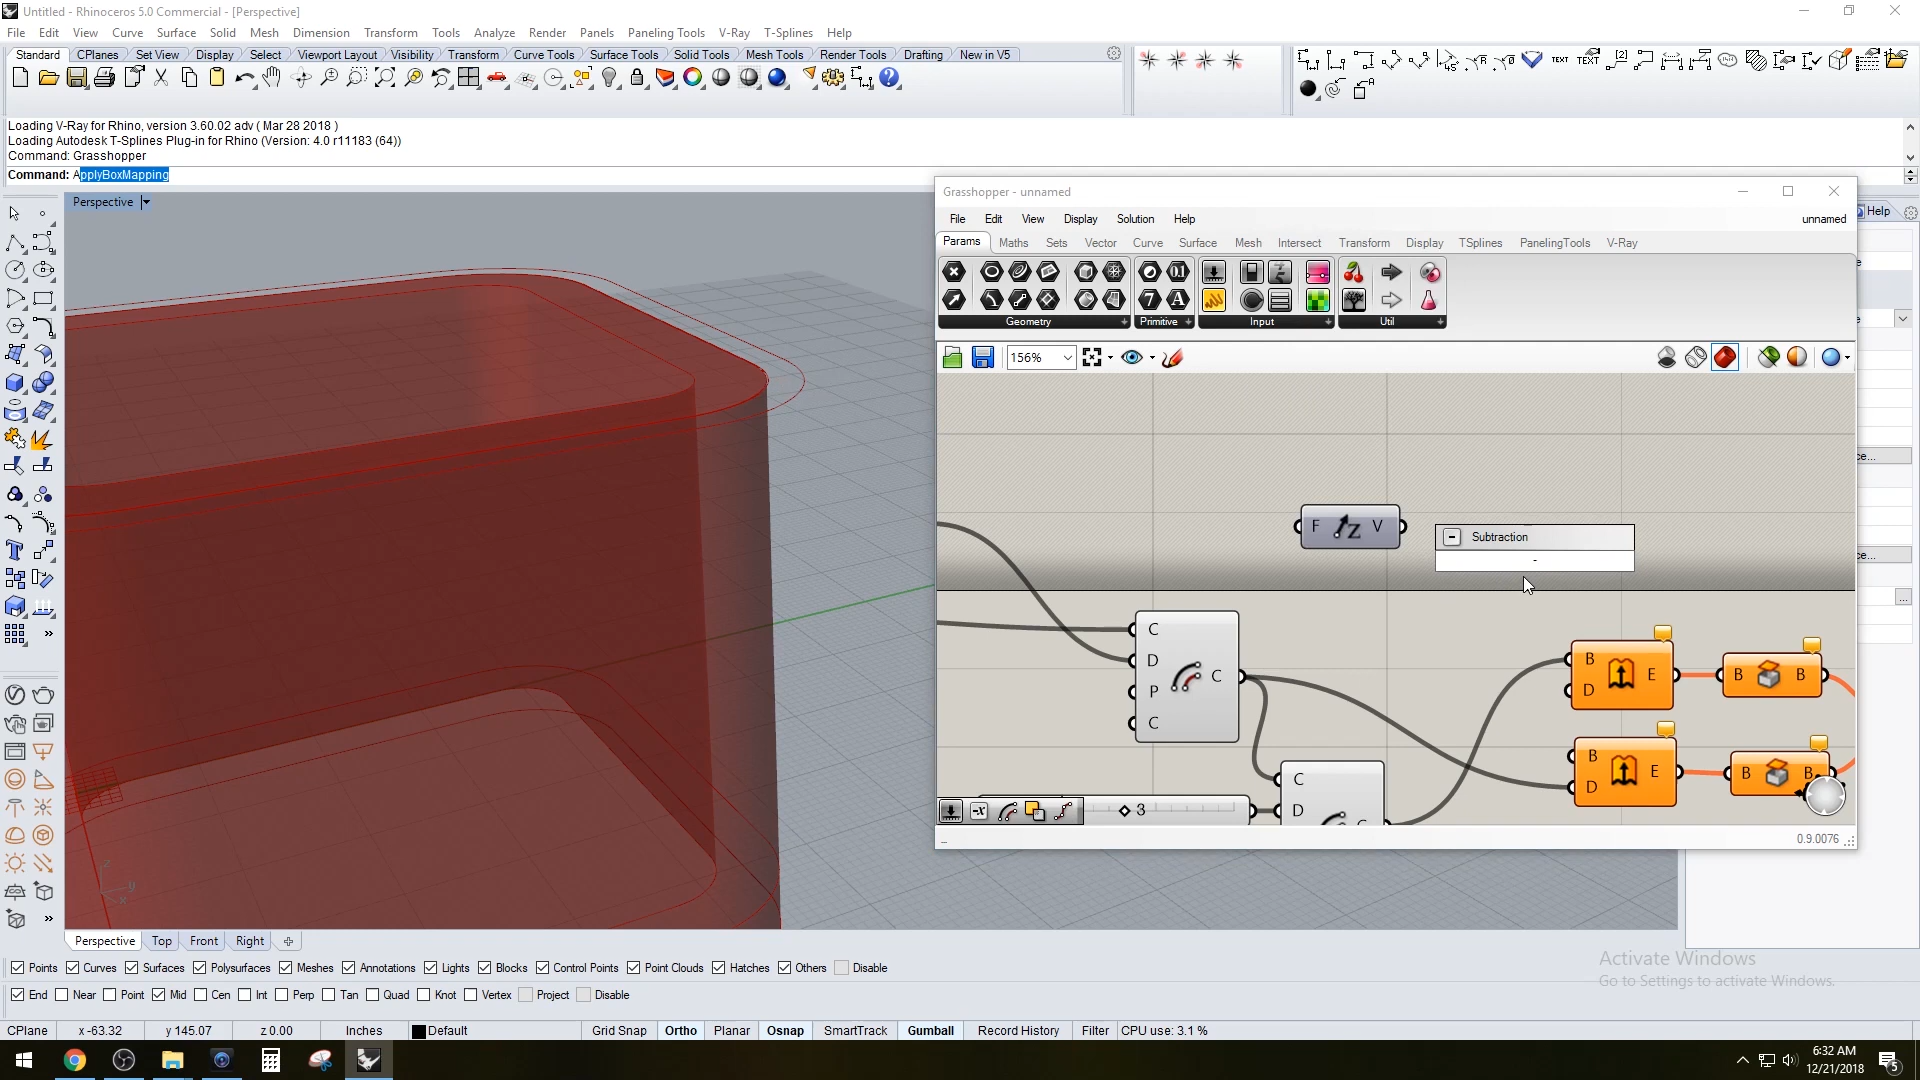 Untitled - Rhinoceros 5.0 Commercial - [Perspective]
File Edit View Curve Surface Solid Mesh Dimension Transform Tools Analyze Render Panels Paneling Tools V-Ray T-Splines Help
Standard CPlanes Set View Display Select Viewport Layout Visibility Transform Curve Tools Surface Tools Solid Tools Mesh Tools Render Tools Drafting New in V5
TEXT TEXT
Loading V-Ray for Rhino, version 3.60.02 adv ( Mar 28 2018 )
Loading Autodesk T-Splines Plug-in for Rhino (Version: 4.0 r11183 (64))
Command: Grasshopper
Command: ApplyBoxMapping
Perspective
Grasshopper - unnamed
File Edit View Display Solution Help unnamed
Help
Params Maths Sets Vector Curve Surface Mesh Intersect Transform Display TSplines PanelingTools V-Ray
Geometry Primitive Input Util
156%
F Z V
Subtraction
-
C
D
P
C
C
B
D
E
B B
B
D
E
B B
C
D
C
3
ce...
ce...
...
0.9.0076
z
y
x
Perspective Top Front Right
Points Curves Surfaces Polysurfaces Meshes Annotations Lights Blocks Control Points Point Clouds Hatches Others Disable
Activate Windows
Go to Settings to activate Windows.
End Near Point Mid Cen Int Perp Tan Quad Knot Vertex Project Disable
CPlane x -63.32 y 145.07 z 0.00 Inches Default Grid Snap Ortho Planar Osnap SmartTrack Gumball Record History Filter CPU use: 3.1 %
6:32 AM
12/21/2018
5